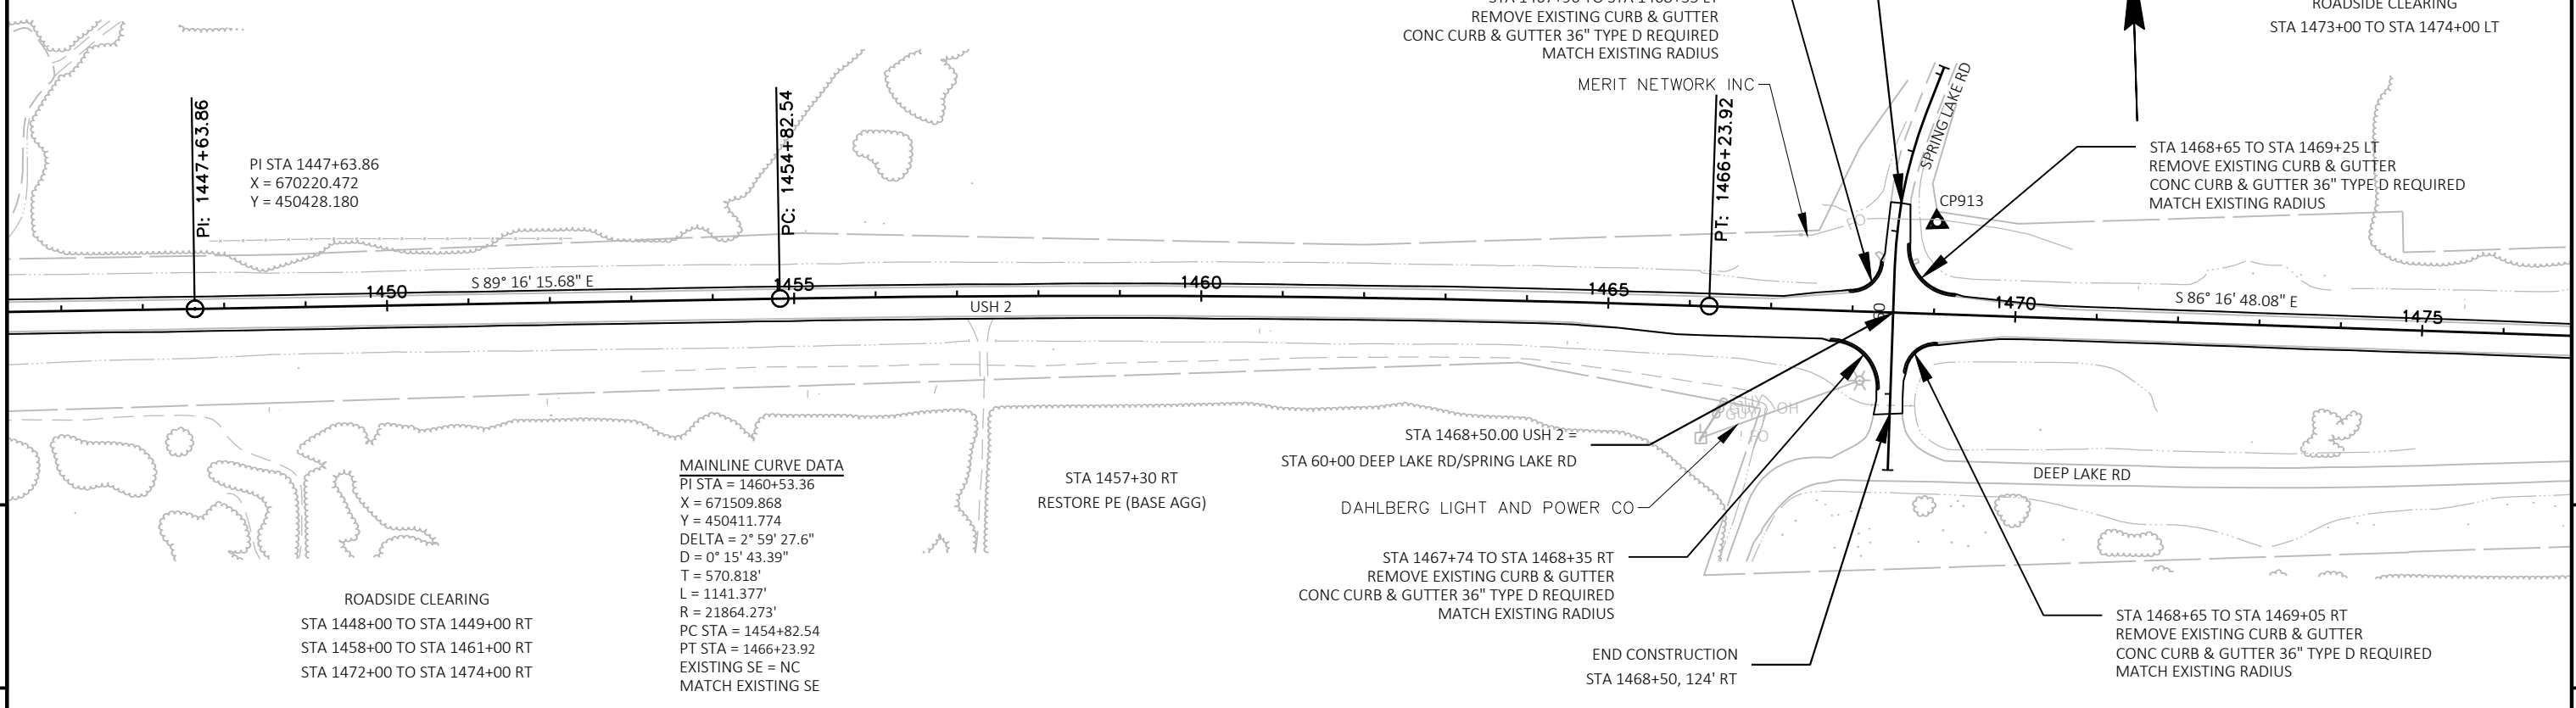 REMOVE EXISTING CURB & GUTTER
CONC CURB & GUTTER 36" TYPE D REQUIRED
MATCH EXISTING RADIUS
MERIT NETWORK INC
ROADSIDE CLEARING
STA 1473+00 TO STA 1474+00 LT
PI: 1447+63.86
PI STA 1447+63.86
X = 670220.472
Y = 450428.180
PC: 1454+82.54
PT: 1466+23.92
SPRING LAKE RD
CP913
FO
STA 1468+65 TO STA 1469+25 LT
REMOVE EXISTING CURB & GUTTER
CONC CURB & GUTTER 36" TYPE D REQUIRED
MATCH EXISTING RADIUS
1450
S 89° 16' 15.68" E
1455
USH 2
1460
1465
60
1470
S 86° 16' 48.08" E
1475
GUY
GUY
GUY
OH
FO
STA 1468+50.00 USH 2 =
STA 60+00 DEEP LAKE RD/SPRING LAKE RD
DAHLBERG LIGHT AND POWER CO
DEEP LAKE RD
STA 1457+30 RT
RESTORE PE (BASE AGG)
MAINLINE CURVE DATA
PI STA = 1460+53.36
X = 671509.868
Y = 450411.774
DELTA = 2° 59' 27.6"
D = 0° 15' 43.39"
T = 570.818'
L = 1141.377'
R = 21864.273'
PC STA = 1454+82.54
PT STA = 1466+23.92
EXISTING SE = NC
MATCH EXISTING SE
ROADSIDE CLEARING
STA 1448+00 TO STA 1449+00 RT
STA 1458+00 TO STA 1461+00 RT
STA 1472+00 TO STA 1474+00 RT
STA 1467+74 TO STA 1468+35 RT
REMOVE EXISTING CURB & GUTTER
CONC CURB & GUTTER 36" TYPE D REQUIRED
MATCH EXISTING RADIUS
END CONSTRUCTION
STA 1468+50, 124' RT
STA 1468+65 TO STA 1469+05 RT
REMOVE EXISTING CURB & GUTTER
CONC CURB & GUTTER 36" TYPE D REQUIRED
MATCH EXISTING RADIUS